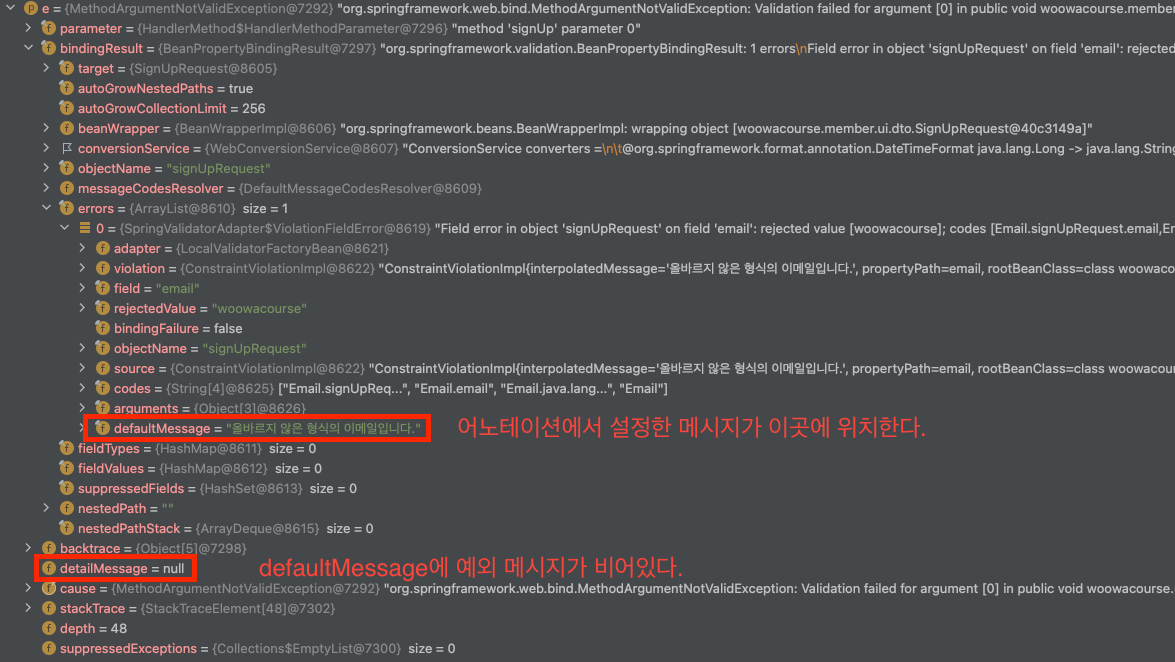 e = {MethodArgumentNotValidException@7292} "org.springframework.web.bind.MethodArgumentNotValidException: Validation failed for argument [0] in public void woowacourse.member
parameter = {HandlerMethod$HandlerMethodParameter@7296} "method 'signUp' parameter 0"
bindingResult = {BeanPropertyBindingResult@7297} "org.springframework.validation.BeanPropertyBindingResult: 1 errors\nField error in object 'signUpRequest' on field 'email': rejected
target = {SignUpRequest@8605}
autoGrowNestedPaths = true
autoGrowCollectionLimit = 256
beanWrapper = {BeanWrapperImpl@8606} "org.springframework.beans.BeanWrapperImpl: wrapping object [woowacourse.member.ui.dto.SignUpRequest@40c3149a]"
conversionService = {WebConversionService@8607} "ConversionService converters =\n\t@org.springframework.format.annotation.DateTimeFormat java.lang.Long -> java.lang.String
objectName = "signUpRequest"
messageCodesResolver = {DefaultMessageCodesResolver@8609}
errors = {ArrayList@8610} size = 1
0 = {SpringValidatorAdapter$ViolationFieldError@8619} "Field error in object 'signUpRequest' on field 'email': rejected value [woowacourse]; codes [Email.signUpRequest.email,Em
adapter = {LocalValidatorFactoryBean@8621}
violation = {ConstraintViolationImpl@8622} "ConstraintViolationImpl{interpolatedMessage='올바르지 않은 형식의 이메일입니다.', propertyPath=email, rootBeanClass=class woowaco
field = "email"
rejectedValue = "woowacourse"
bindingFailure = false
objectName = "signUpRequest"
source = {ConstraintViolationImpl@8622} "ConstraintViolationImpl{interpolatedMessage='올바르지 않은 형식의 이메일입니다.', propertyPath=email, rootBeanClass=class woowacou
codes = {String[4]@8625} ["Email.signUpReq...", "Email.email", "Email.java.lang...", "Email"]
arguments = {Object[3]@8626}
defaultMessage = "올바르지 않은 형식의 이메일입니다." 어노테이션에서 설정한 메시지가 이곳에 위치한다.
fieldTypes = {HashMap@8611} size = 0
fieldValues = {HashMap@8612} size = 0
suppressedFields = {HashSet@8613} size = 0
nestedPath = ""
nestedPathStack = {ArrayDeque@8615} size = 0
backtrace = {Object[5]@7298}
detailMessage = null defaultMessage에 예외 메시지가 비어있다.
cause = {MethodArgumentNotValidException@7292} "org.springframework.web.bind.MethodArgumentNotValidException: Validation failed for argument [0] in public void woowacourse.
stackTrace = {StackTraceElement[48]@7302}
depth = 48
suppressedExceptions = {Collections$EmptyList@7300} size = 0